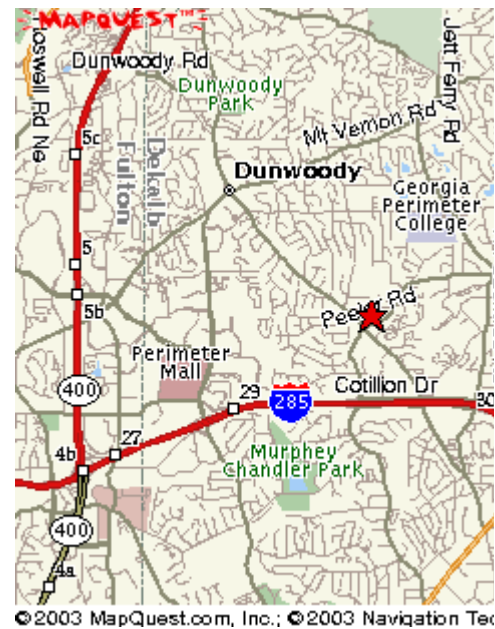 MAPQUEST™
Roswell Rd Ne
Dunwoody Rd
Jett Ferry Rd
Dunwoody
Park
Mt Vernon Rd
5c
Dekalb
Fulton
Dunwoody
Georgia
Perimeter
College
5
5b
Peeler Rd
Perimeter
Mall
400
29
285
Cotillion Dr
30
27
4b
Murphey
Chandler Park
400
4a
©2003 MapQuest.com, Inc.; ©2003 Navigation Tec